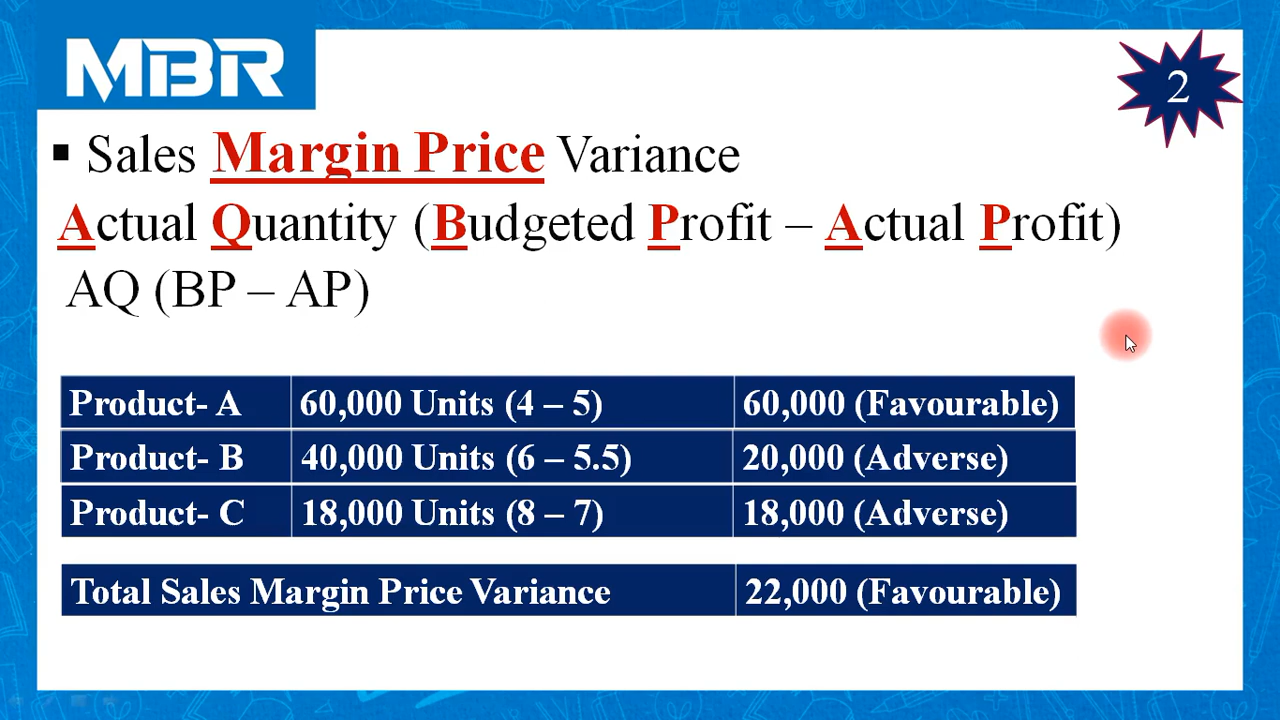 MBR
2
▪ Sales Margin Price Variance
Actual Quantity (Budgeted Profit – Actual Profit)
AQ (BP – AP)
Product- A 60,000 Units (4 – 5) 60,000 (Favourable)
Product- B 40,000 Units (6 – 5.5) 20,000 (Adverse)
Product- C 18,000 Units (8 – 7) 18,000 (Adverse)
Total Sales Margin Price Variance 22,000 (Favourable)